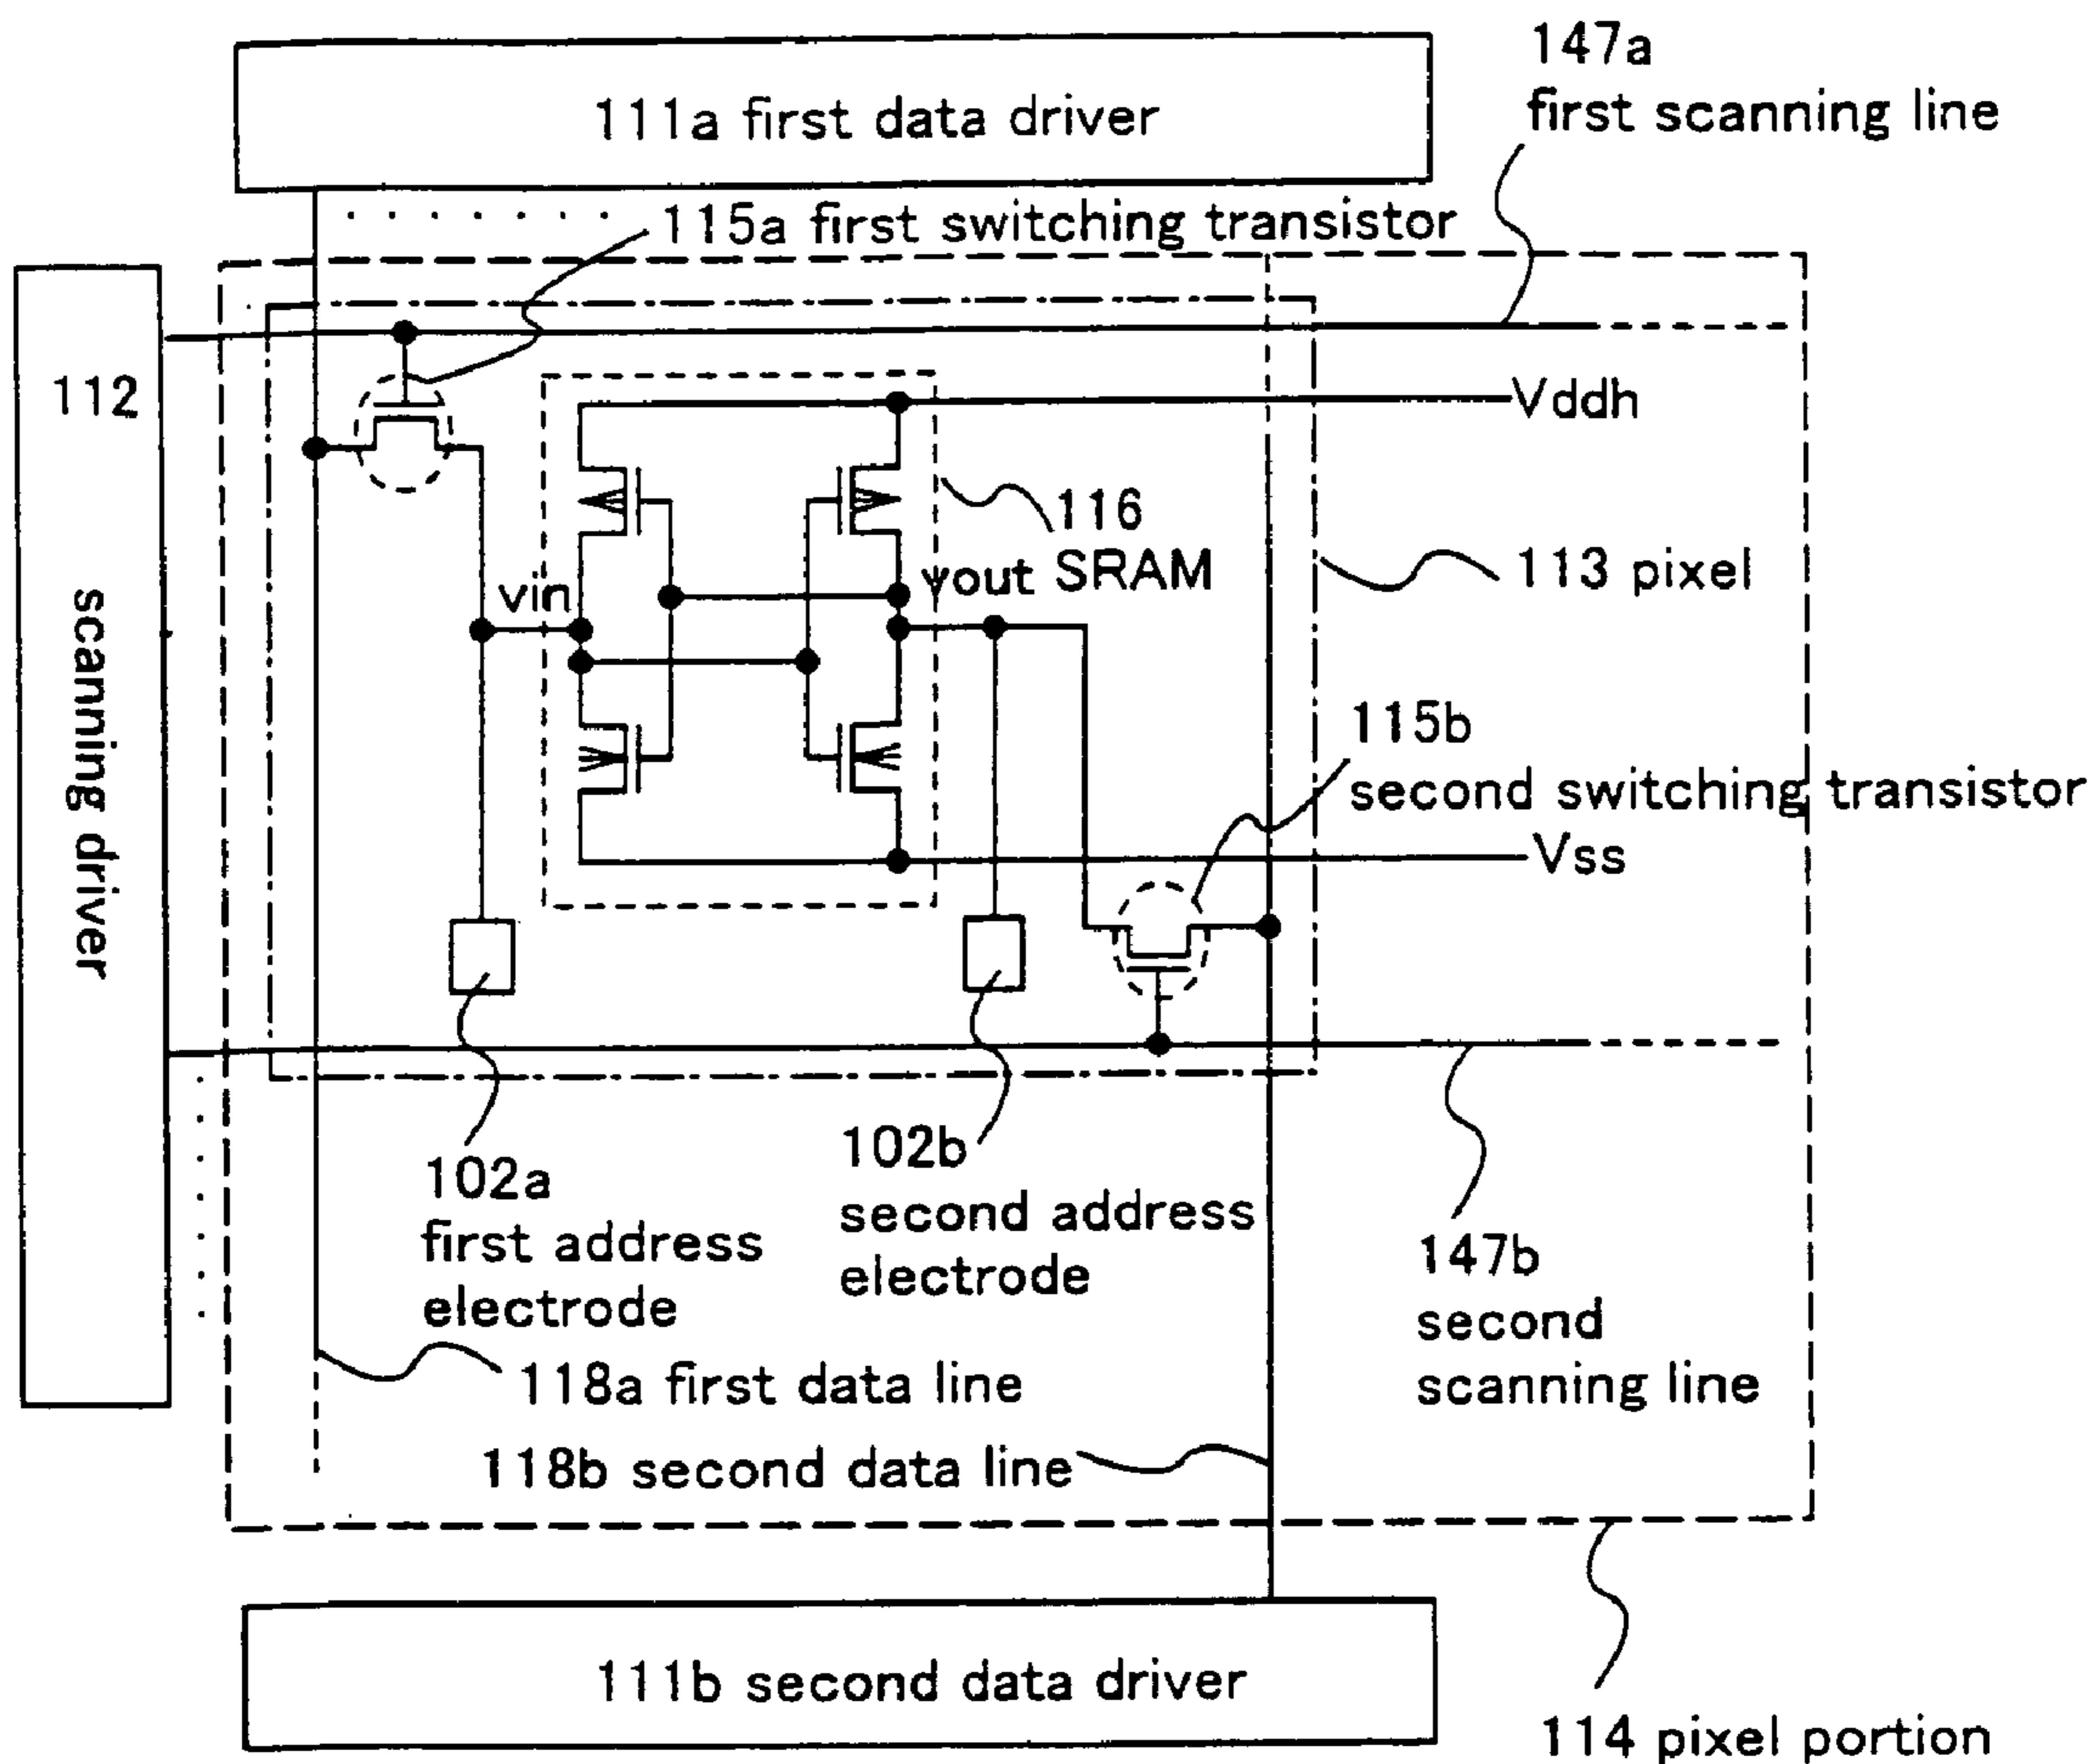 147a
first scanning line
111a first data driver
115a first switching transistor
112
scanning driver
Vddh
116
SRAM
vin
vout
113 pixel
115b
second switching transistor
Vss
102a
first address
electrode
102b
second address
electrode
147b
second
scanning line
118a first data line
118b second data line
111b second data driver
114 pixel portion